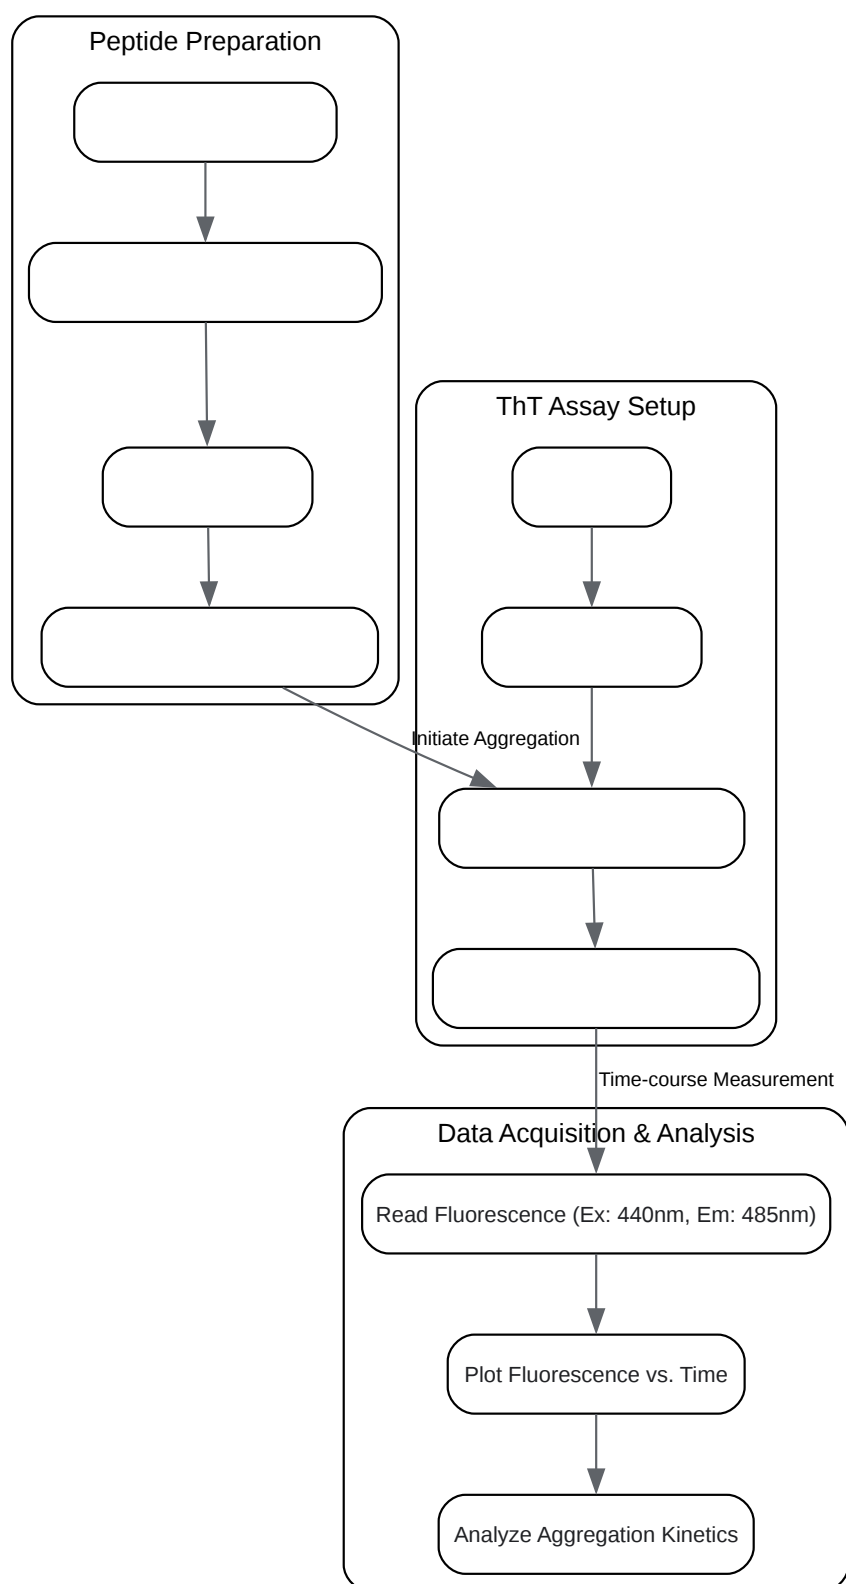 Peptide Preparation
ThT Assay Setup
Initiate Aggregation
Time-course Measurement
Data Acquisition & Analysis
Read Fluorescence (Ex: 440nm, Em: 485nm)
Plot Fluorescence vs. Time
Analyze Aggregation Kinetics